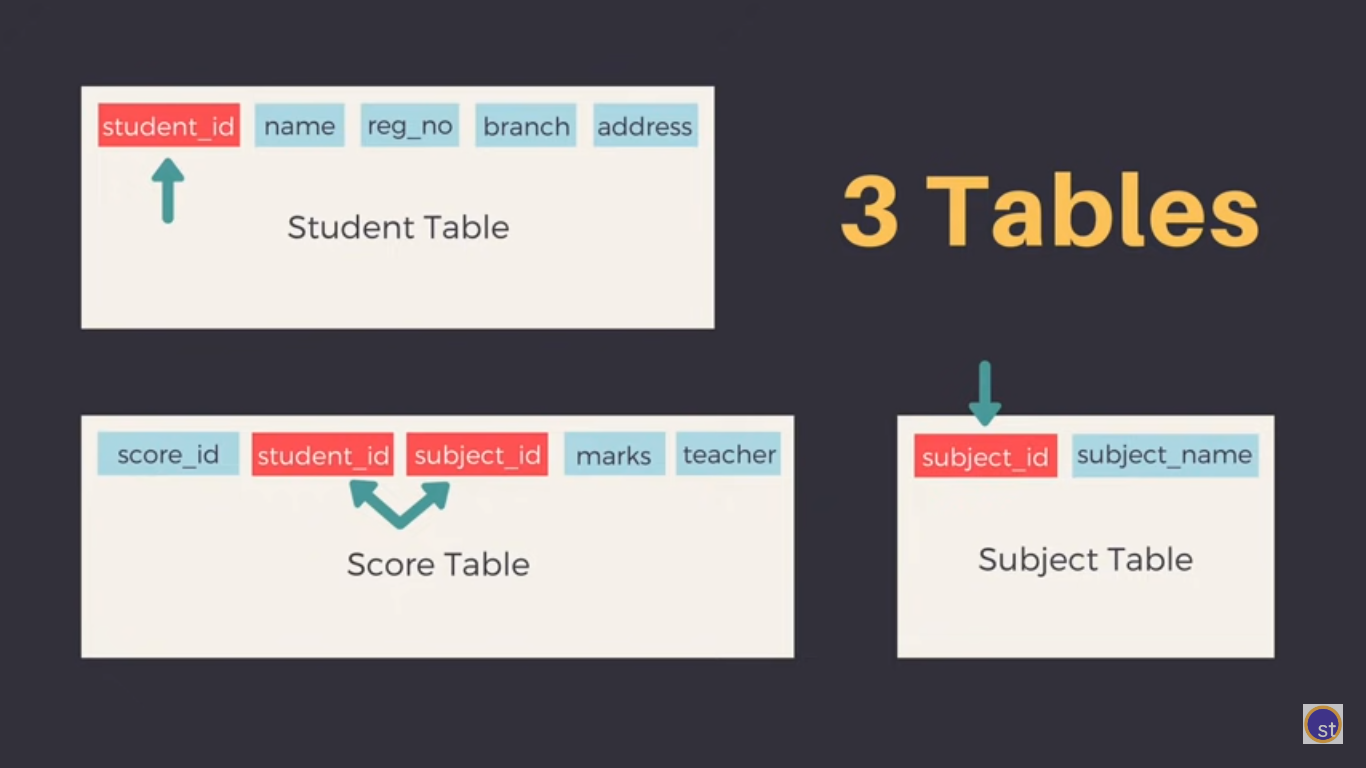 student_id name reg_no branch address
Student Table
3 Tables
score_id student_id subject_id marks teacher
Score Table
subject_id subject_name
Subject Table
st